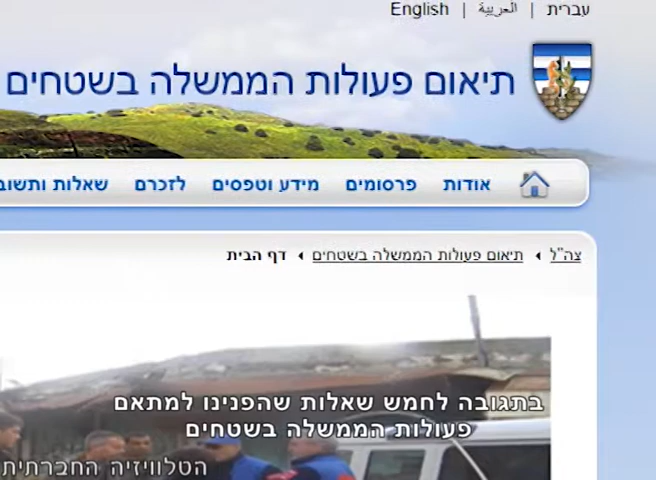 עברית | العربية | English
תיאום פעולות הממשלה בשטחים
אודות פרסומים מידע וטפסים לזכרם שאלות ותשוב
צה"ל תיאום פעולות הממשלה בשטחים דף הבית
בתגובה לחמש שאלות שהפנינו למתאם
פעולות הממשלה בשטחים
הטלוויזיה החברתית